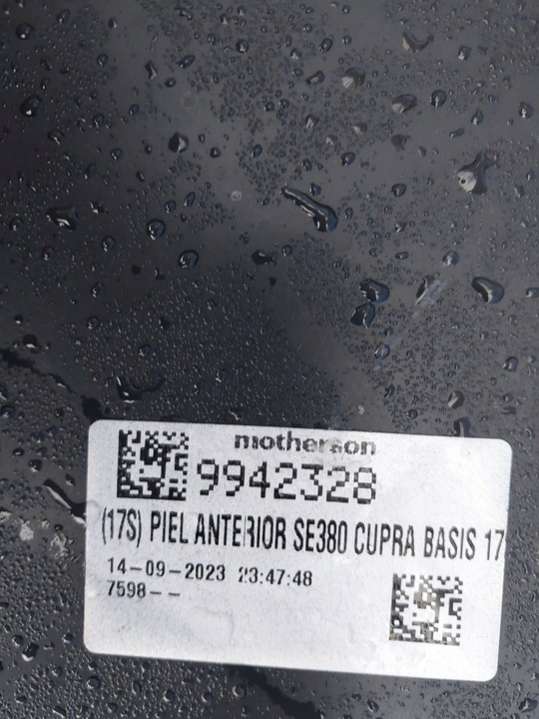 motherson
9942328
(17S) PIEL ANTERIOR SE380 CUPRA BASIS 17
14-09-2023 23:47:48
7598--